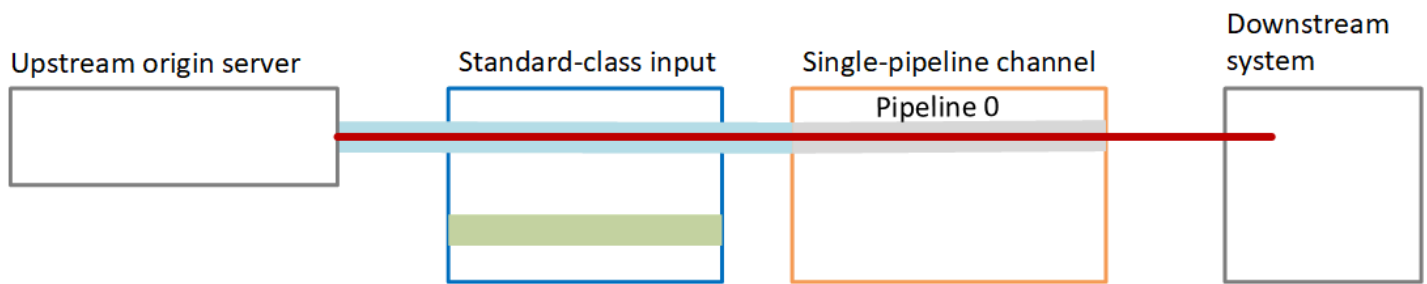 Upstream origin server
Standard-class input
Single-pipeline channel
Downstream
system
Pipeline 0